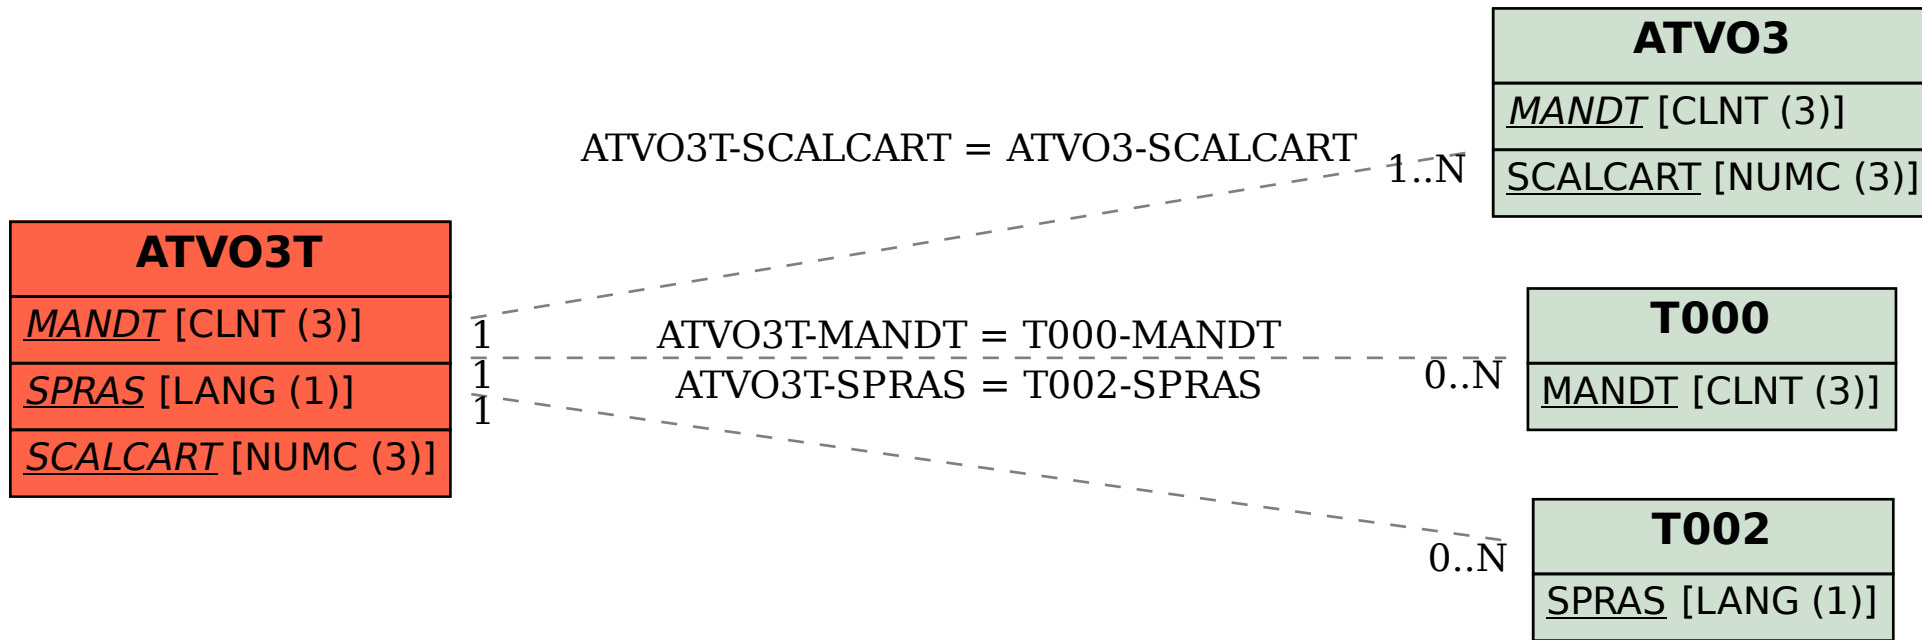 ATVO3T
MANDT [CLNT (3)]
SPRAS [LANG (1)]
SCALCART [NUMC (3)]
ATVO3T-SCALCART = ATVO3-SCALCART
1..N
1
ATVO3T-MANDT = T000-MANDT
1
0..N
ATVO3T-SPRAS = T002-SPRAS
1
0..N
ATVO3
MANDT [CLNT (3)]
SCALCART [NUMC (3)]
T000
MANDT [CLNT (3)]
T002
SPRAS [LANG (1)]